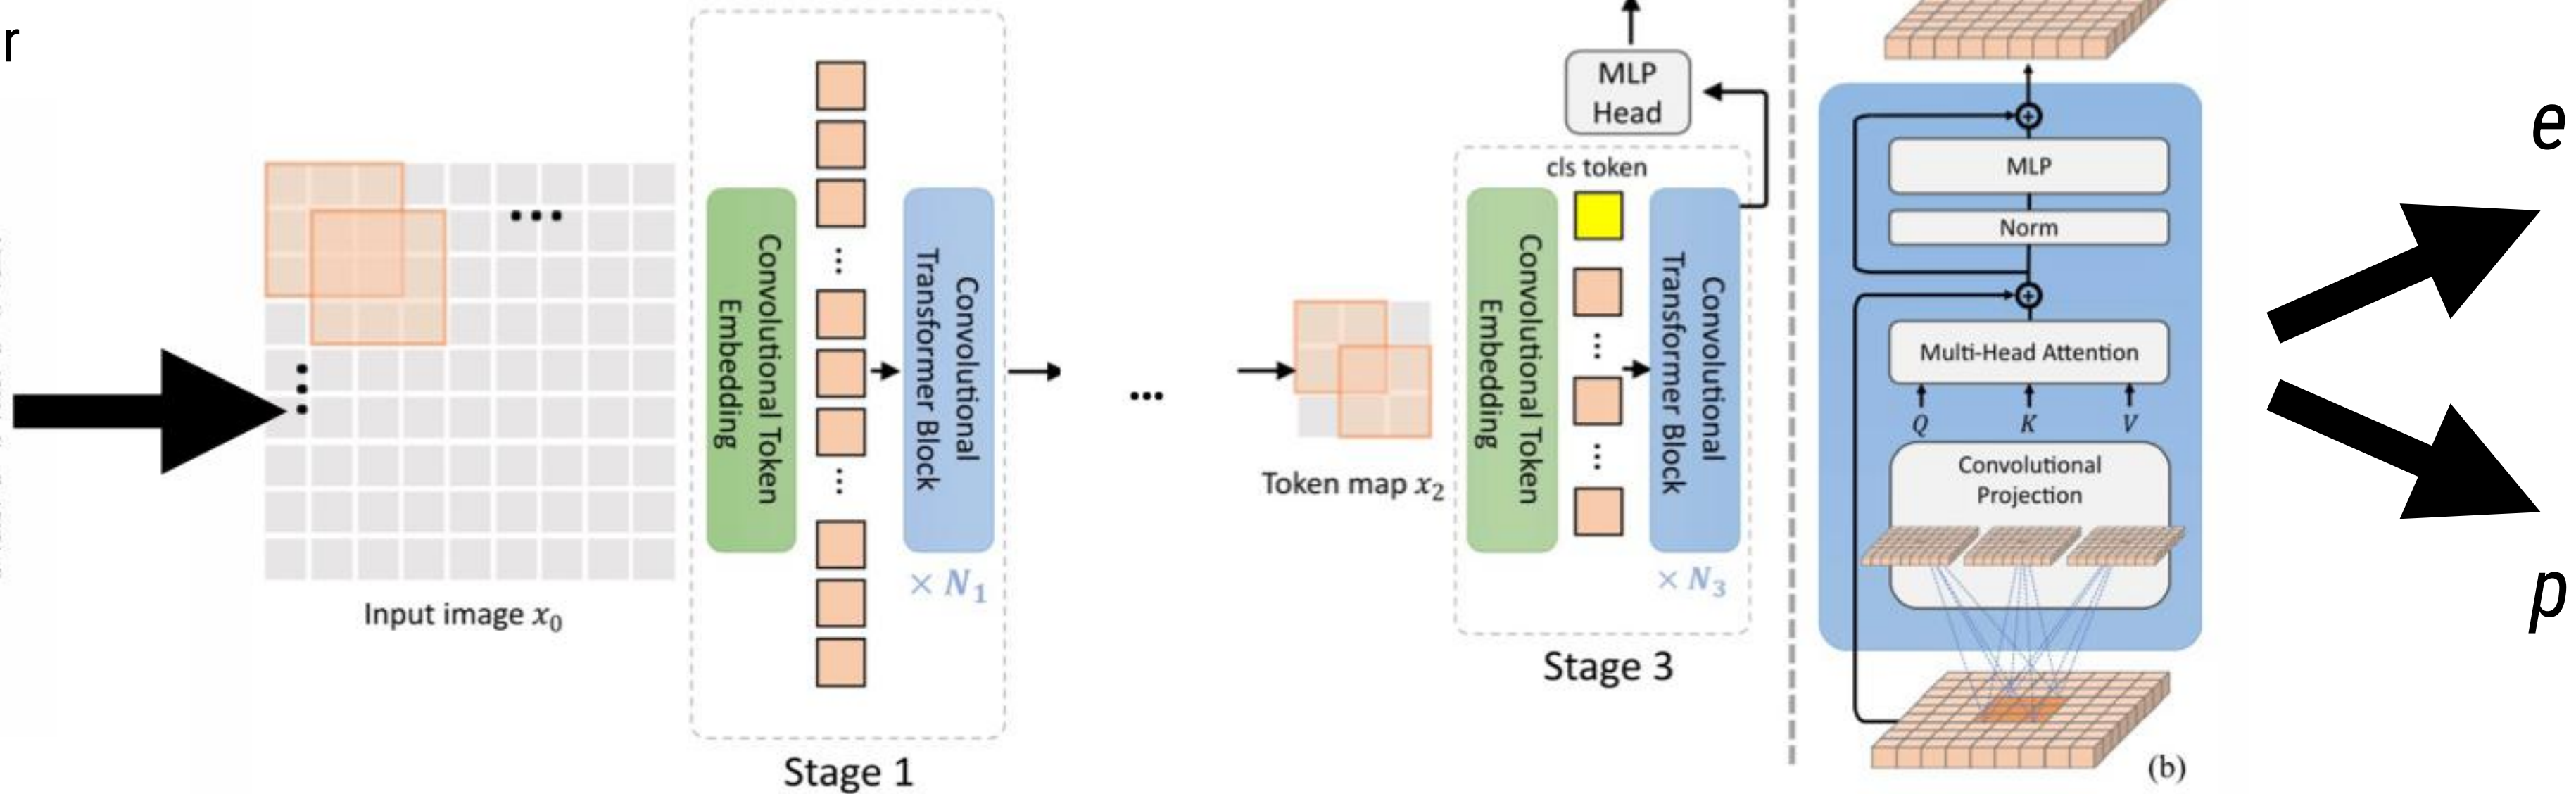 r
Input image x₀
Convolutional Token
Embedding
Convolutional
Transformer Block
× N₁
Stage 1
...
Token map x₂
MLP
Head
cls token
Convolutional Token
Embedding
Convolutional
Transformer Block
× N₃
Stage 3
MLP
Norm
Multi-Head Attention
Q K V
Convolutional
Projection
(b)
e
p